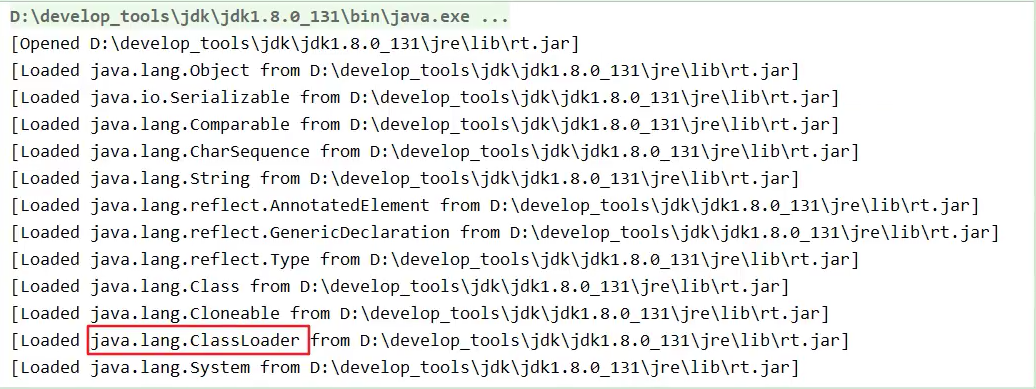 D:\develop_tools\jdk\jdk1.8.0_131\bin\java.exe ...
[Opened D:\develop_tools\jdk\jdk1.8.0_131\jre\lib\rt.jar]
[Loaded java.lang.Object from D:\develop_tools\jdk\jdk1.8.0_131\jre\lib\rt.jar]
[Loaded java.io.Serializable from D:\develop_tools\jdk\jdk1.8.0_131\jre\lib\rt.jar]
[Loaded java.lang.Comparable from D:\develop_tools\jdk\jdk1.8.0_131\jre\lib\rt.jar]
[Loaded java.lang.CharSequence from D:\develop_tools\jdk\jdk1.8.0_131\jre\lib\rt.jar]
[Loaded java.lang.String from D:\develop_tools\jdk\jdk1.8.0_131\jre\lib\rt.jar]
[Loaded java.lang.reflect.AnnotatedElement from D:\develop_tools\jdk\jdk1.8.0_131\jre\lib\rt.jar]
[Loaded java.lang.reflect.GenericDeclaration from D:\develop_tools\jdk\jdk1.8.0_131\jre\lib\rt.jar]
[Loaded java.lang.reflect.Type from D:\develop_tools\jdk\jdk1.8.0_131\jre\lib\rt.jar]
[Loaded java.lang.Class from D:\develop_tools\jdk\jdk1.8.0_131\jre\lib\rt.jar]
[Loaded java.lang.Cloneable from D:\develop_tools\jdk\jdk1.8.0_131\jre\lib\rt.jar]
[Loaded java.lang.ClassLoader from D:\develop_tools\jdk\jdk1.8.0_131\jre\lib\rt.jar]
[Loaded java.lang.System from D:\develop_tools\jdk\jdk1.8.0_131\jre\lib\rt.jar]